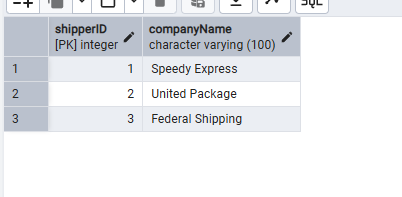 SQL
shipperID companyName
[PK] integer character varying (100)
1 1 Speedy Express
2 2 United Package
3 3 Federal Shipping